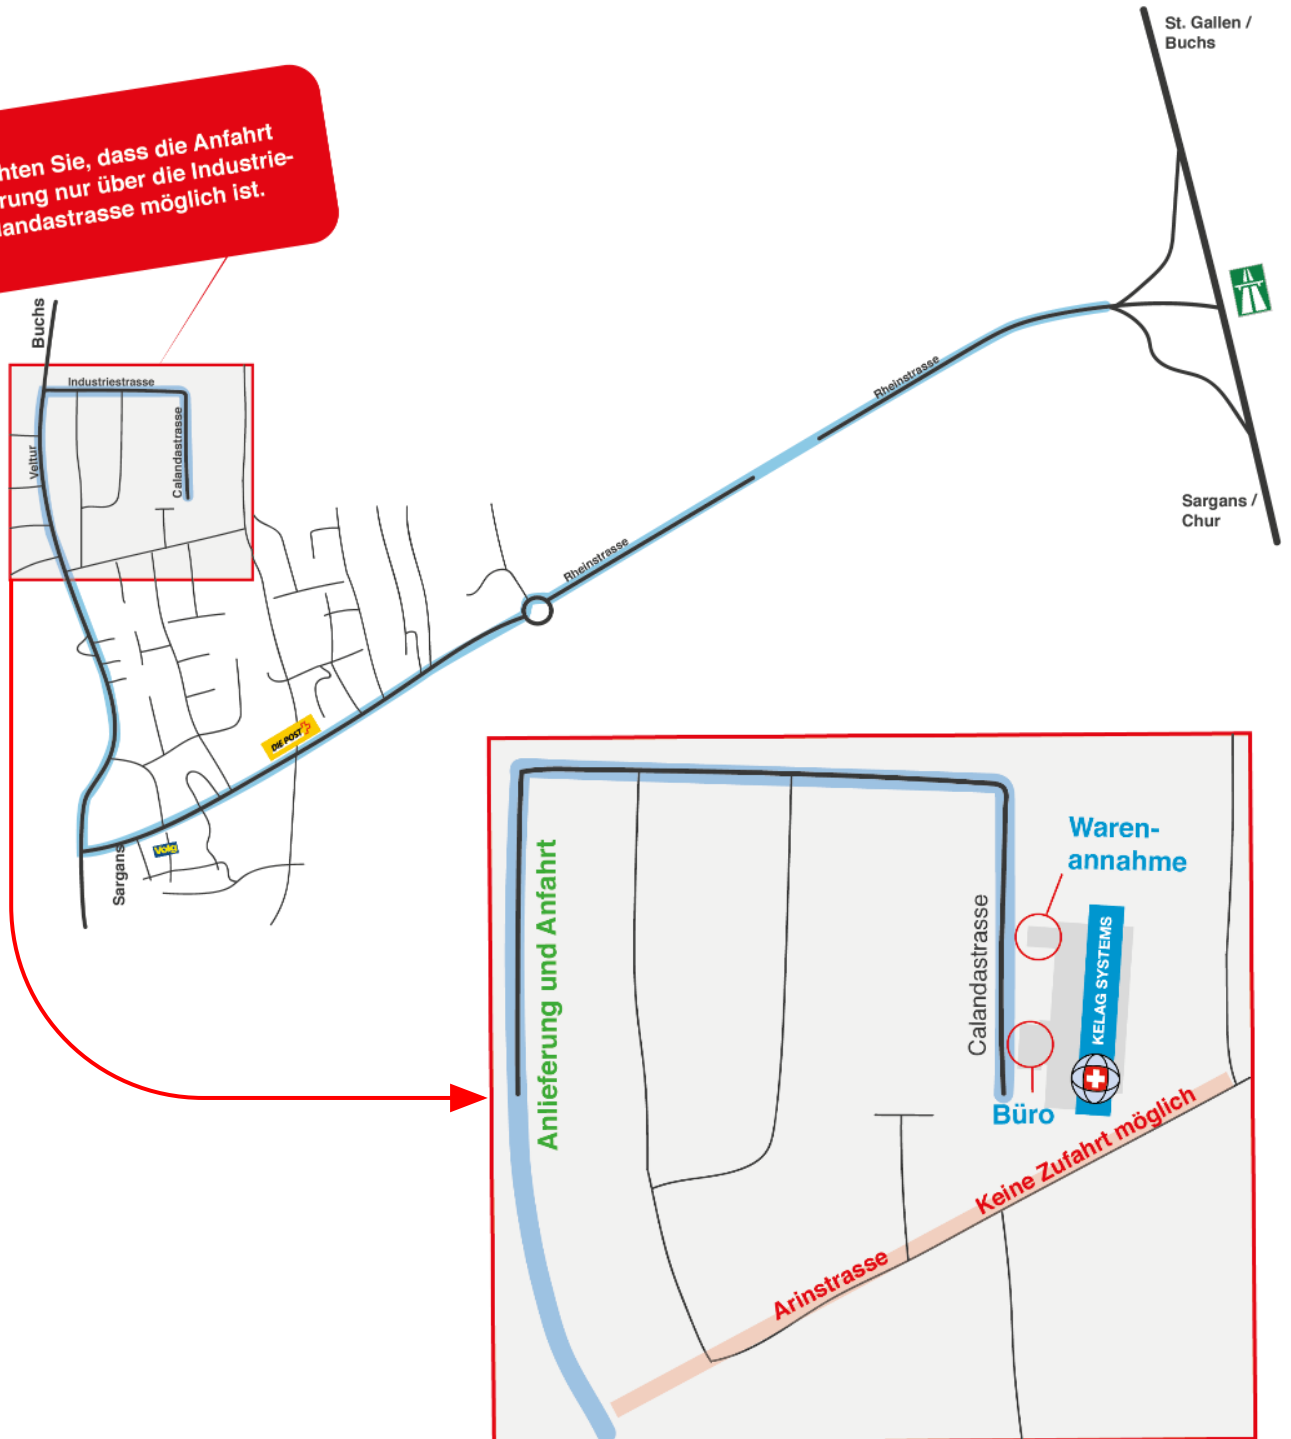 St. Gallen /
Buchs
hten Sie, dass die Anfahrt
rung nur über die Industrie-
landastrasse möglich ist.
Buchs
Industriestrasse
Calandastrasse
Veltur
Rheinstrasse
Sargans /
Chur
Rheinstrasse
DIE POST
Volg
Sargans
Anlieferung und Anfahrt
Waren-
annahme
Calandastrasse
KELAG SYSTEMS
Büro
Keine Zufahrt möglich
Arinstrasse